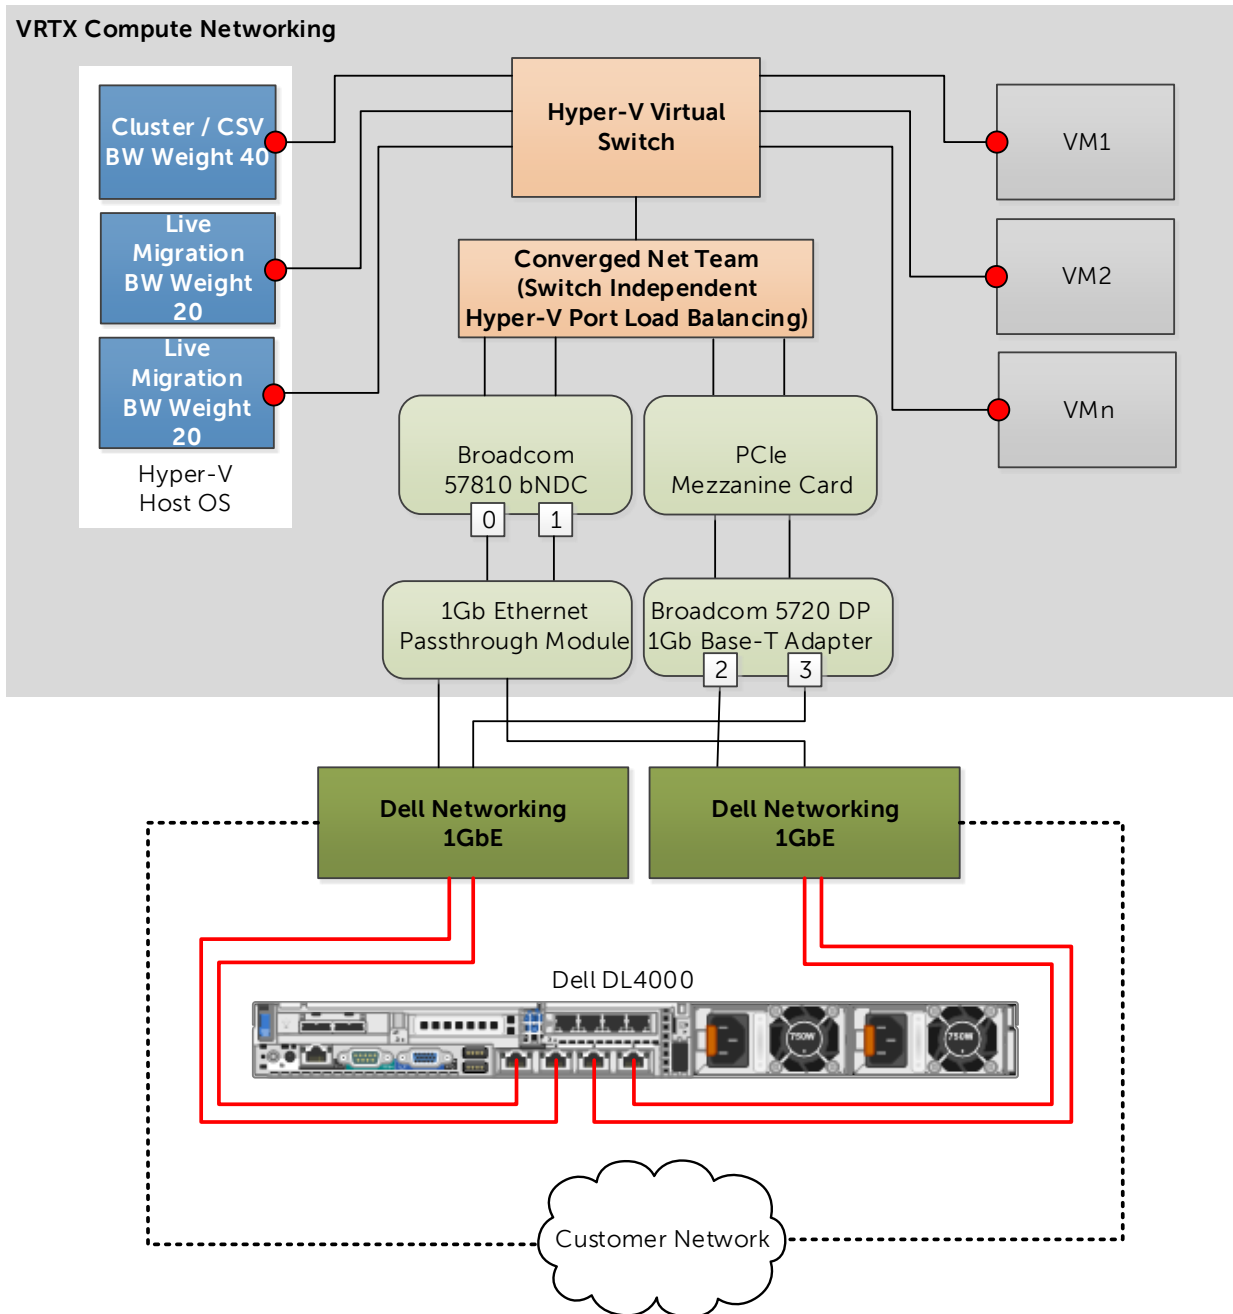 VRTX Compute Networking
Cluster / CSV
BW Weight 40
Live
Migration
BW Weight
20
Live
Migration
BW Weight
20
Hyper-V
Host OS
Hyper-V Virtual
Switch
Converged Net Team
(Switch Independent
Hyper-V Port Load Balancing)
VM1
VM2
VMn
Broadcom
57810 bNDC
0
1
PCIe
Mezzanine Card
1Gb Ethernet
Passthrough Module
Broadcom 5720 DP
1Gb Base-T Adapter
2
3
Dell Networking
1GbE
Dell Networking
1GbE
Dell DL4000
750W
750W
Customer Network